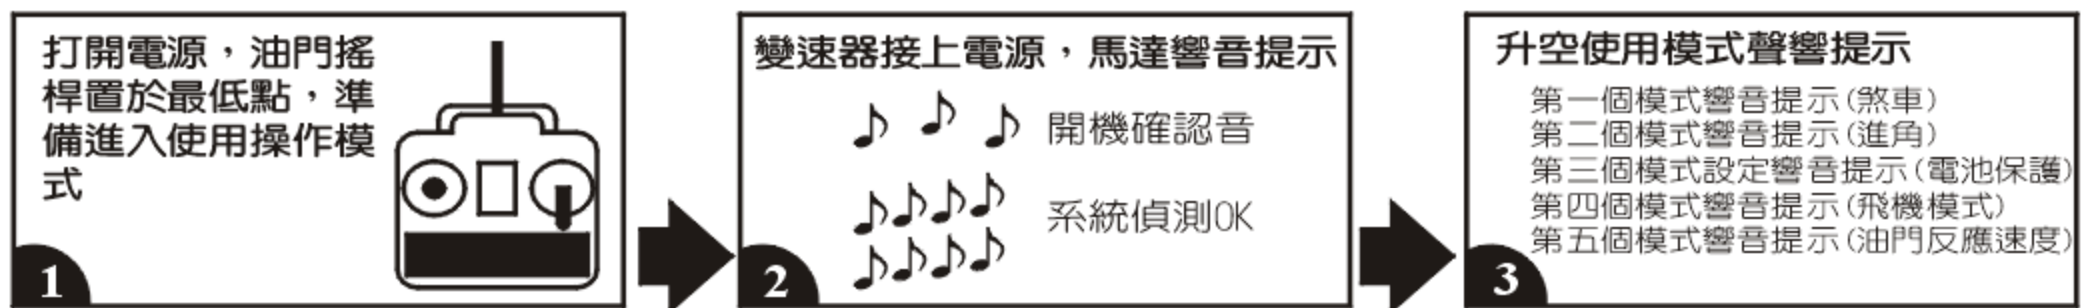 打開電源，油門搖
桿置於最低點，準
備進入使用操作模
式
1
變速器接上電源，馬達響音提示
開機確認音
系統偵測OK
2
升空使用模式聲響提示
第一個模式響音提示(煞車)
第二個模式響音提示(進角)
第三個模式設定響音提示(電池保護)
第四個模式響音提示(飛機模式)
第五個模式響音提示(油門反應速度)
3